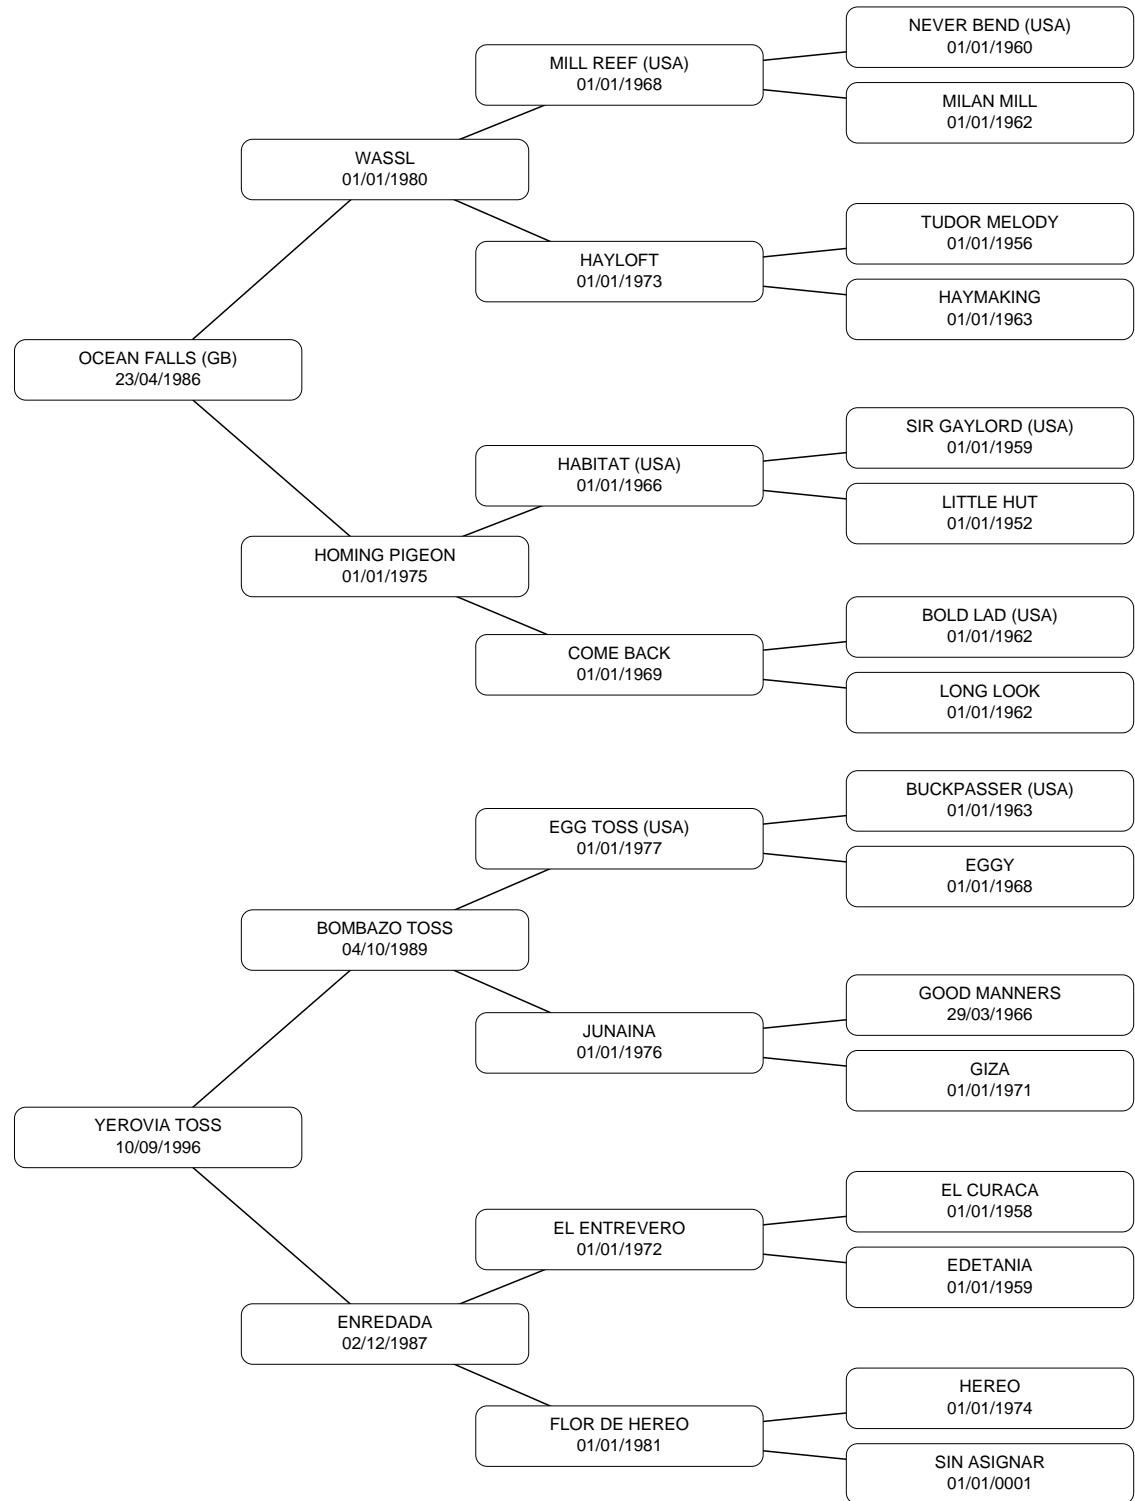 NEVER BEND (USA)
01/01/1960
MILL REEF (USA)
01/01/1968
MILAN MILL
01/01/1962
WASSL
01/01/1980
TUDOR MELODY
01/01/1956
HAYLOFT
01/01/1973
HAYMAKING
01/01/1963
OCEAN FALLS (GB)
23/04/1986
SIR GAYLORD (USA)
01/01/1959
HABITAT (USA)
01/01/1966
LITTLE HUT
01/01/1952
HOMING PIGEON
01/01/1975
BOLD LAD (USA)
01/01/1962
COME BACK
01/01/1969
LONG LOOK
01/01/1962
BUCKPASSER (USA)
01/01/1963
EGG TOSS (USA)
01/01/1977
EGGY
01/01/1968
BOMBAZO TOSS
04/10/1989
GOOD MANNERS
29/03/1966
JUNAINA
01/01/1976
GIZA
01/01/1971
YEROVIA TOSS
10/09/1996
EL CURACA
01/01/1958
EL ENTREVERO
01/01/1972
EDETANIA
01/01/1959
ENREDADA
02/12/1987
HEREO
01/01/1974
FLOR DE HEREO
01/01/1981
SIN ASIGNAR
01/01/0001